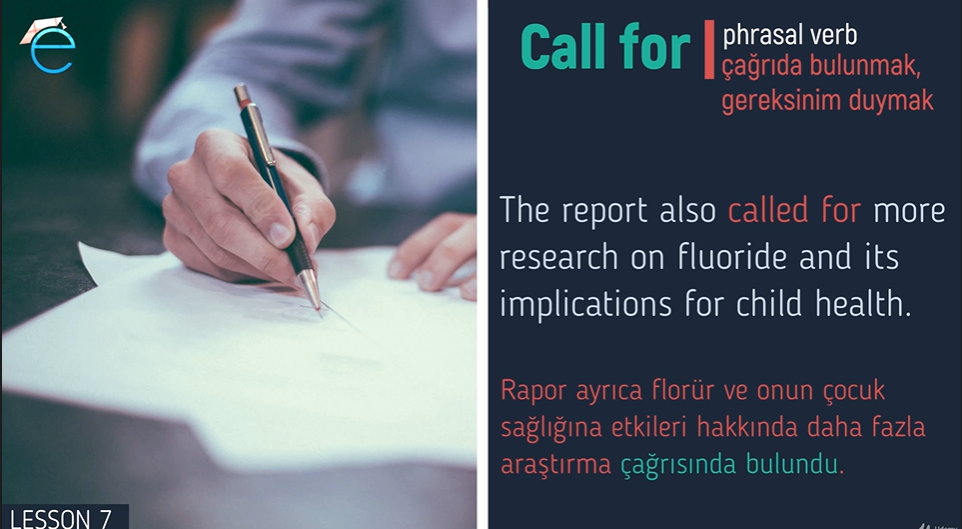 e
Call for
phrasal verb
çağrıda bulunmak,
gereksinim duymak
The report also called for more
research on fluoride and its
implications for child health.
Rapor ayrıca florür ve onun çocuk
sağlığına etkileri hakkında daha fazla
araştırma çağrısında bulundu.
LESSON 7